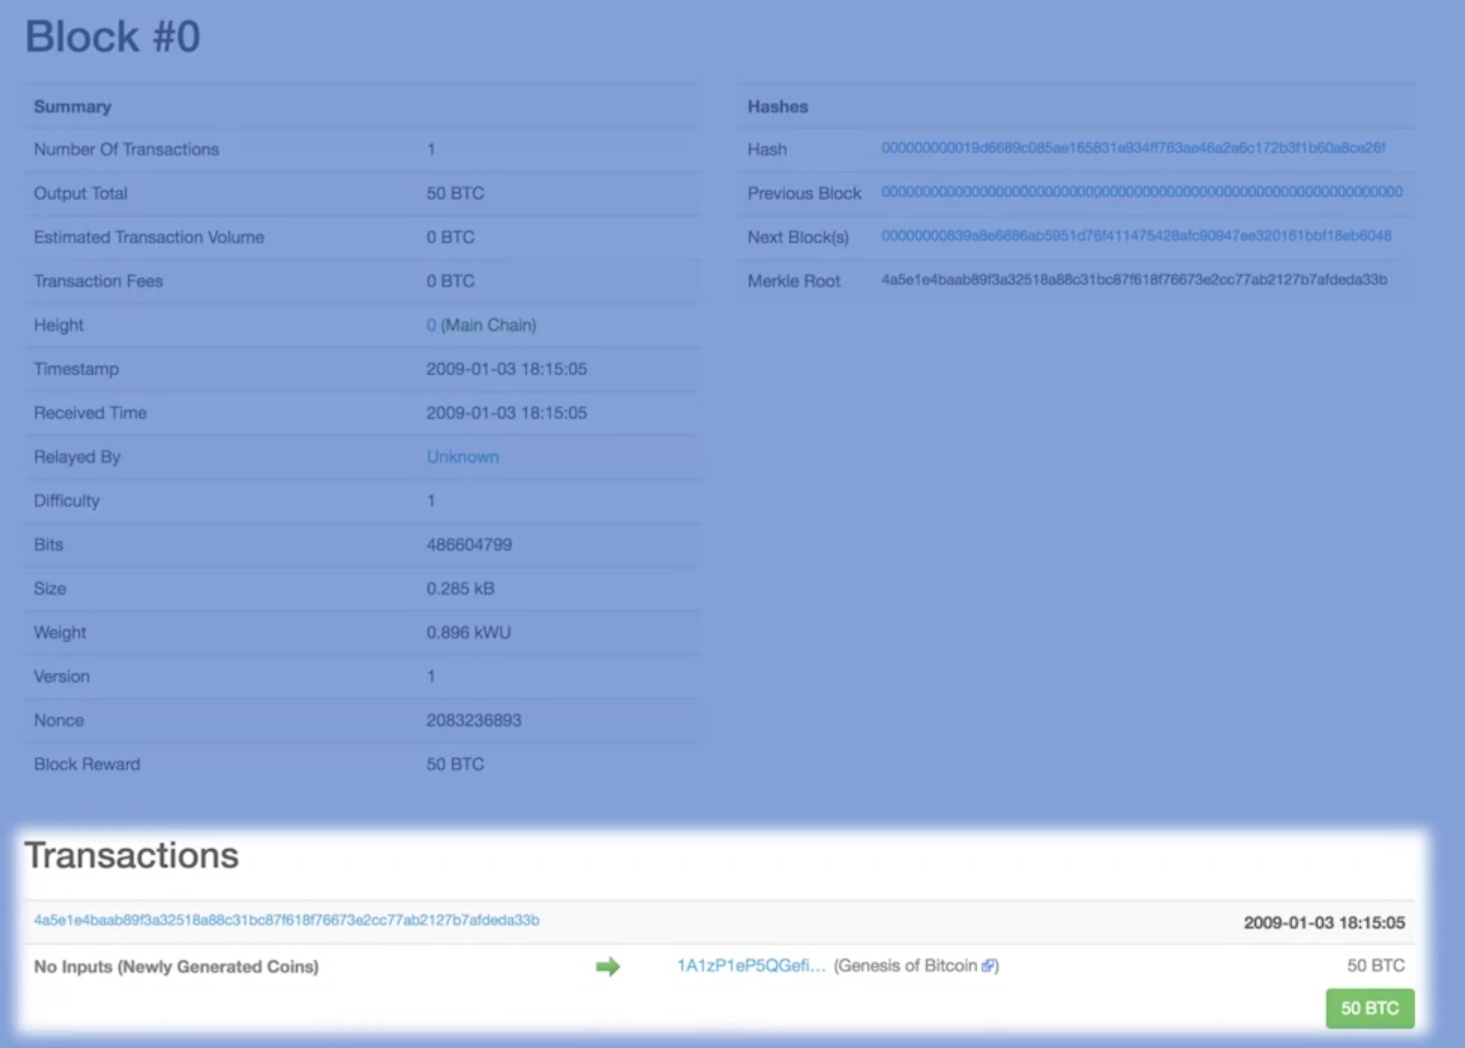 Block #0
Summary
Number Of Transactions 1
Output Total 50 BTC
Estimated Transaction Volume 0 BTC
Transaction Fees 0 BTC
Height 0 (Main Chain)
Timestamp 2009-01-03 18:15:05
Received Time 2009-01-03 18:15:05
Relayed By Unknown
Difficulty 1
Bits 486604799
Size 0.285 kB
Weight 0.896 kWU
Version 1
Nonce 2083236893
Block Reward 50 BTC
Hashes
Hash 000000000019d6689c085ae165831e934ff763ae46a2a6c172b3f1b60a8ce26f
Previous Block 0000000000000000000000000000000000000000000000000000000000000000
Next Block(s) 00000000839a8e6886ab5951d76f411475428afc90947ee320161bbf18eb6048
Merkle Root 4a5e1e4baab89f3a32518a88c31bc87f618f76673e2cc77ab2127b7afdeda33b
Transactions
4a5e1e4baab89f3a32518a88c31bc87f618f76673e2cc77ab2127b7afdeda33b 2009-01-03 18:15:05
No Inputs (Newly Generated Coins) 1A1zP1eP5QGefi... (Genesis of Bitcoin) 50 BTC
50 BTC